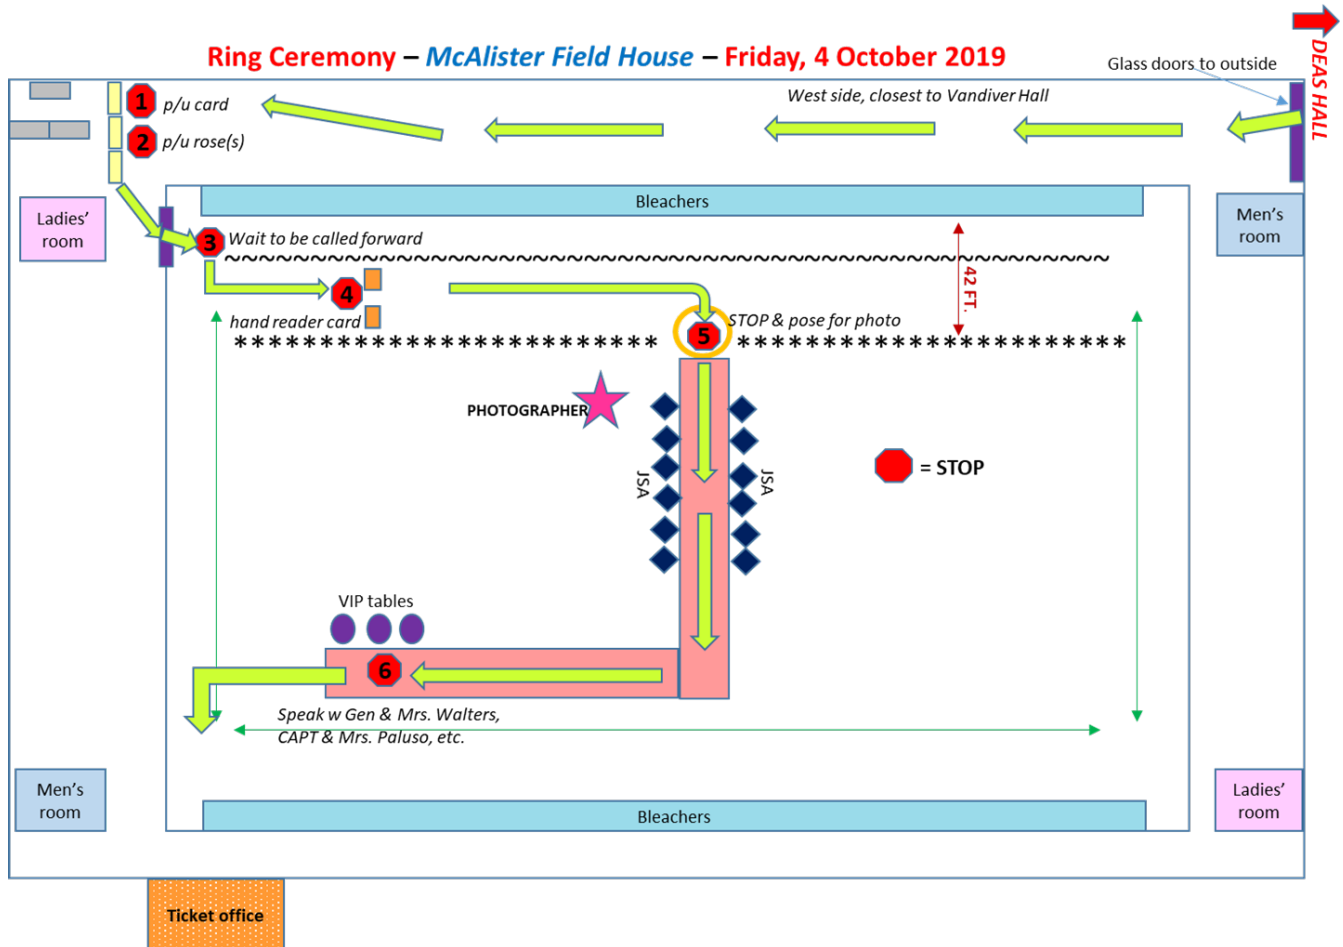 Ring Ceremony – McAlister Field House – Friday, 4 October 2019
DEAS HALL
Glass doors to outside
West side, closest to Vandiver Hall
1
p/u card
2
p/u rose(s)
Bleachers
Ladies'
room
Men's
room
3
Wait to be called forward
~~~~~~~~~~~~~~~~~~~~~~~~~~~~~~~~~~~~~~~~~~~~~~~~~~~~~~~~~~~~~
4
42 FT.
hand reader card
STOP & pose for photo
5
* * * * * * * * * * * * * * * * * * * * * * * * * * * * * *
* * * * * * * * * * * * * * * * * * * * * * * * * * *
PHOTOGRAPHER
JSA
JSA
= STOP
VIP tables
6
Speak w Gen & Mrs. Walters,
CAPT & Mrs. Paluso, etc.
Men's
room
Ladies'
room
Bleachers
Ticket office